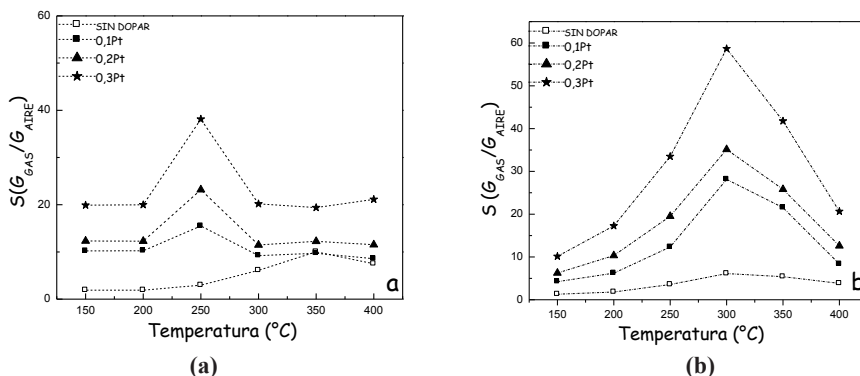 SIN DOPAR
0,1Pt
0,2Pt
0,3Pt
S(G_GAS/G_AIRE)
60
40
20
0
150 200 250 300 350 400
Temperatura (°C)
a
(a)
SIN DOPAR
0,1Pt
0,2Pt
0,3Pt
S (G_GAS/G_AIRE)
60
50
40
30
20
10
0
150 200 250 300 350 400
Temperatura (°C)
b
(b)